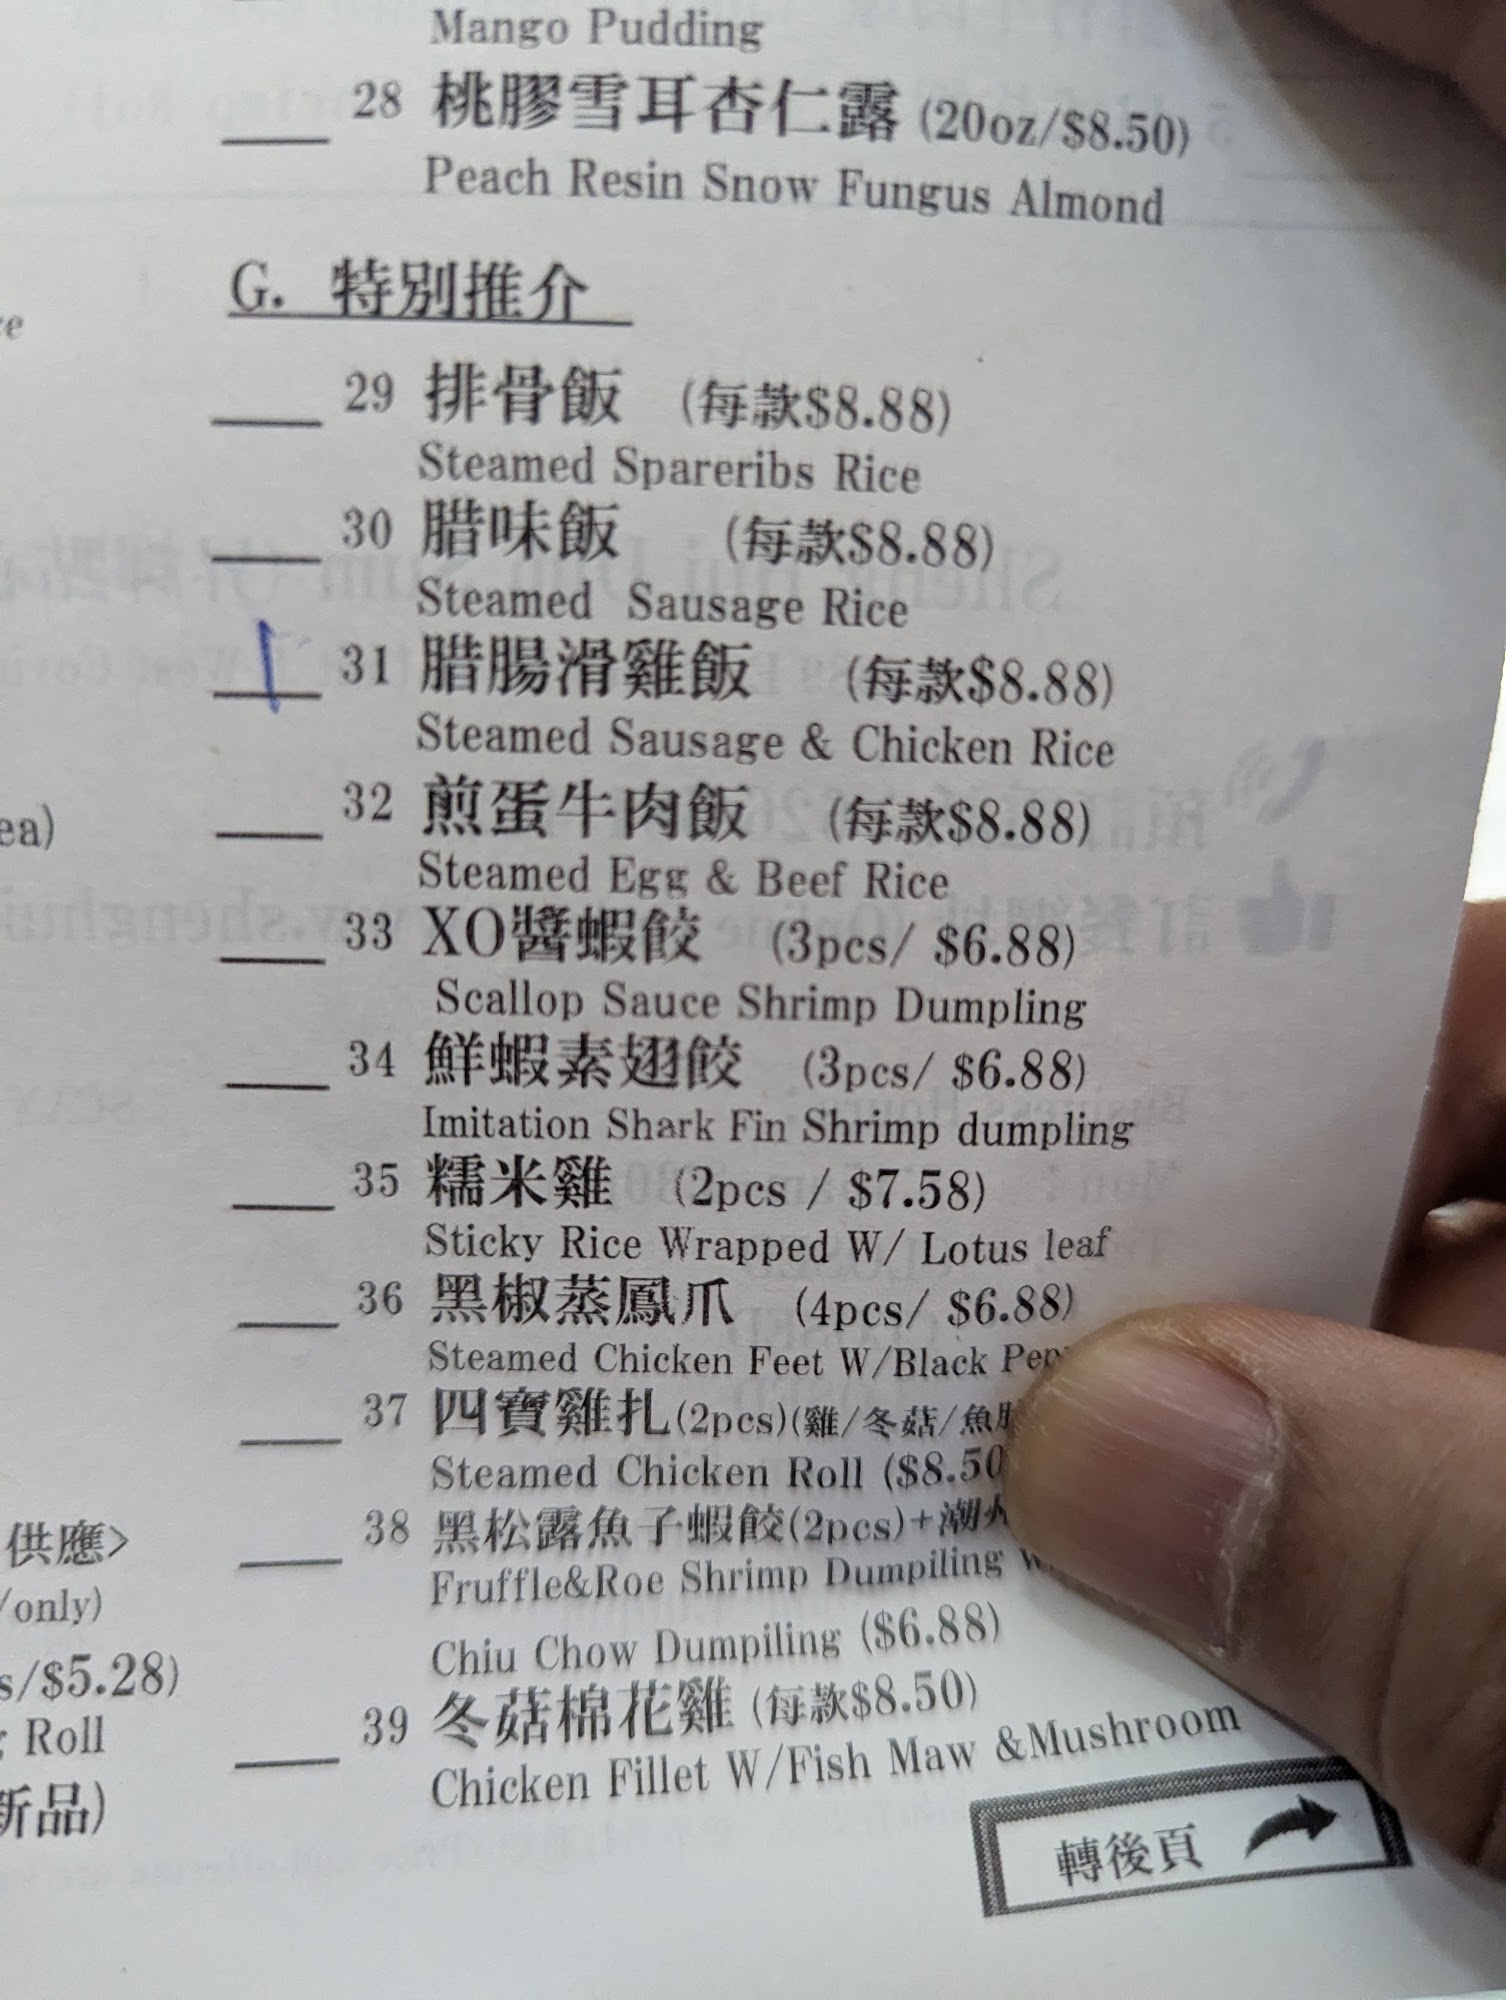 Mango Pudding
28 桃膠雪耳杏仁露 (20oz/$8.50)
Peach Resin Snow Fungus Almond
G. 特別推介
29 排骨飯 (每款$8.88)
Steamed Spareribs Rice
30 腊味飯 (每款$8.88)
Steamed Sausage Rice
1 31 腊腸滑雞飯 (每款$8.88)
Steamed Sausage & Chicken Rice
32 煎蛋牛肉飯 (每款$8.88)
Steamed Egg & Beef Rice
33 XO醬蝦餃 (3pcs/ $6.88)
Scallop Sauce Shrimp Dumpling
34 鮮蝦素翅餃 (3pcs/ $6.88)
Imitation Shark Fin Shrimp dumpling
35 糯米雞 (2pcs / $7.58)
Sticky Rice Wrapped W/ Lotus leaf
36 黑椒蒸鳳爪 (4pcs/ $6.88)
Steamed Chicken Feet W/Black
37 四寶雞扎(2pcs)(雞/冬菇/魚
Steamed Chicken Roll ($8.50
38 黑松露魚子蝦餃(2pcs)+潮
Fruffle&Roe Shrimp Dumpiling
Chiu Chow Dumpiling ($6.88)
39 冬菇棉花雞 (每款$8.50)
Chicken Fillet W/Fish Maw &Mushroom
轉後頁
ea)
供應>
/only)
s/$5.28)
Roll
新品)